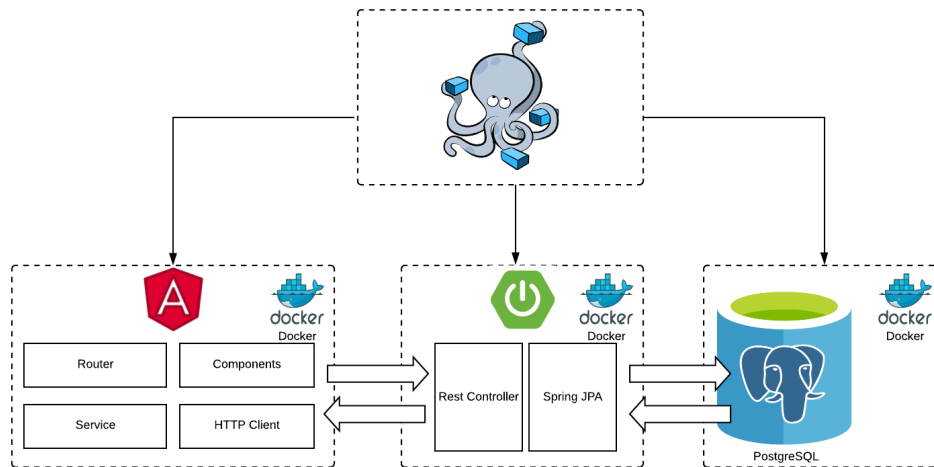 docker
Docker
Router
Components
Service
HTTP Client
docker
Docker
Rest Controller
Spring JPA
docker
Docker
PostgreSQL